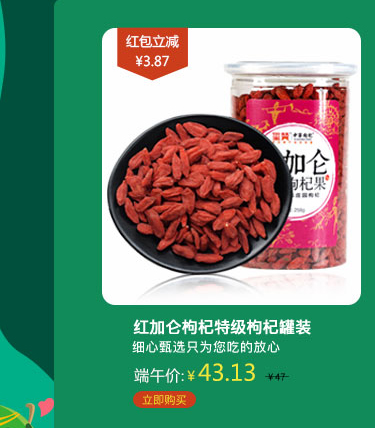 红包立减
¥3.87
加仑
枸杞果
红加仑枸杞特级枸杞罐装
细心甄选只为您吃的放心
端午价:¥43.13 ¥47
立即购买